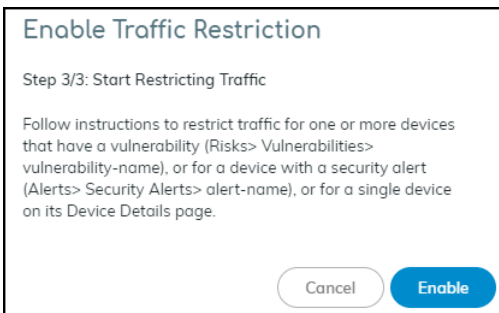 Enable Traffic Restriction
Step 3/3: Start Restricting Traffic
Follow instructions to restrict traffic for one or more devices
that have a vulnerability (Risks> Vulnerabilities>
vulnerability-name), or for a device with a security alert
(Alerts> Security Alerts> alert-name), or for a single device
on its Device Details page.
Cancel
Enable